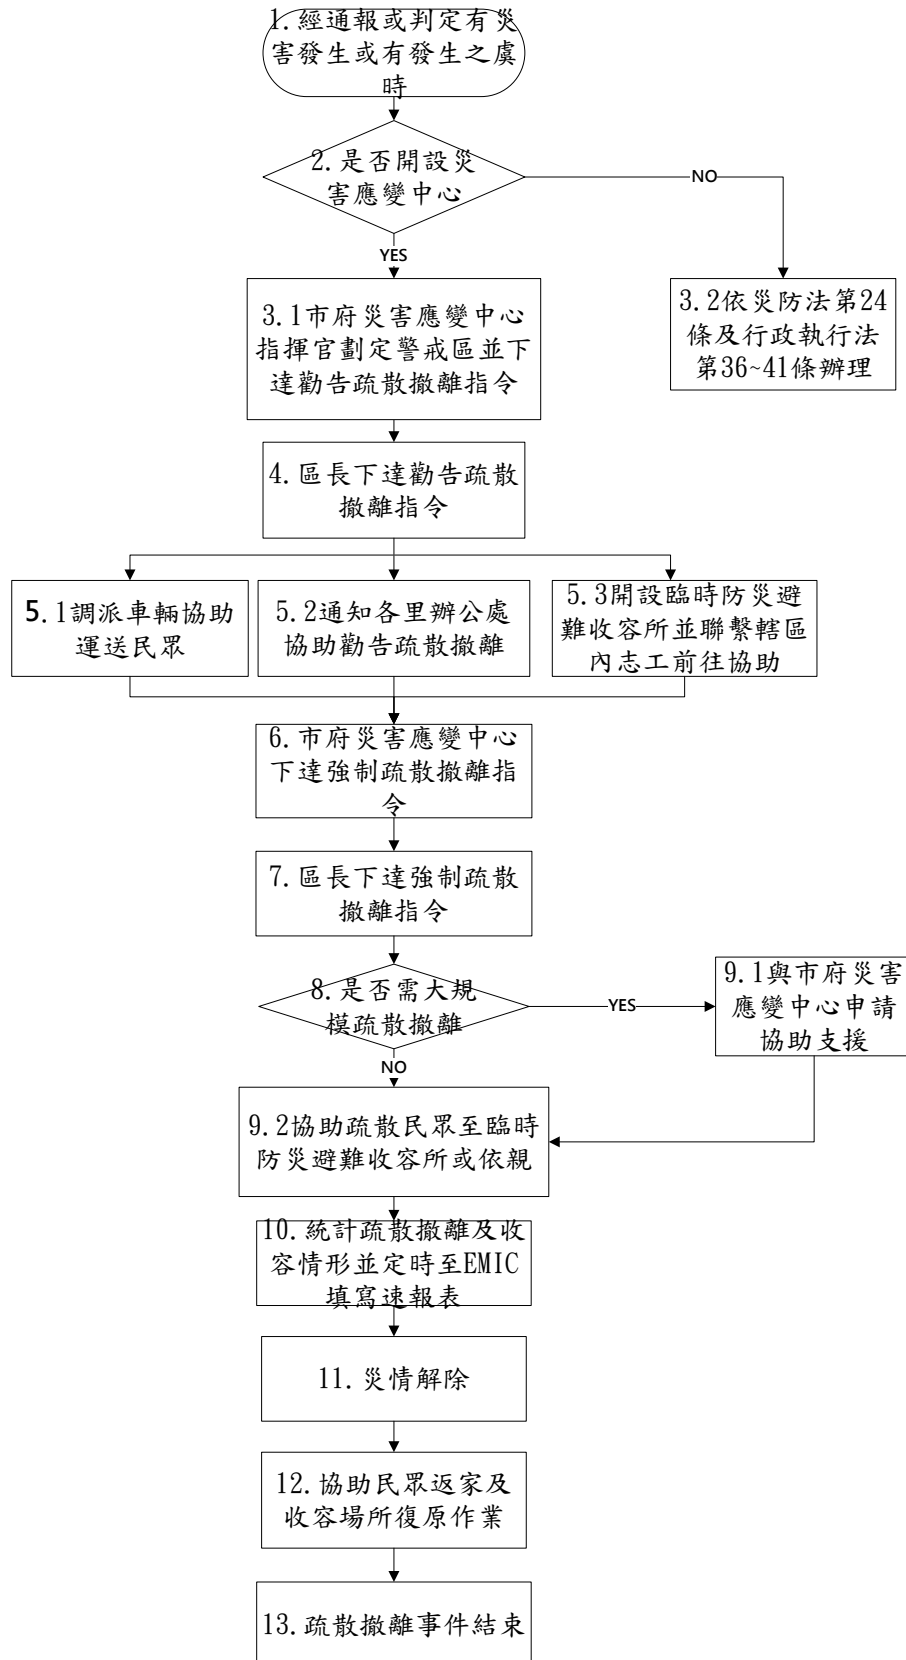 1.經通報或判定有災
害發生或有發生之虞
時
2.是否開設災
害應變中心
NO
YES
3.1市府災害應變中心
指揮官劃定警戒區並下
達勸告疏散撤離指令
3.2依災防法第24
條及行政執行法
第36~41條辦理
4.區長下達勸告疏散
撤離指令
5.1調派車輛協助
運送民眾
5.2通知各里辦公處
協助勸告疏散撤離
5.3開設臨時防災避
難收容所並聯繫轄區
內志工前往協助
6.市府災害應變中心
下達強制疏散撤離指
令
7.區長下達強制疏散
撤離指令
8.是否需大規
模疏散撤離
YES
9.1與市府災害
應變中心申請
協助支援
NO
9.2協助疏散民眾至臨時
防災避難收容所或依親
10.統計疏散撤離及收
容情形並定時至EMIC
填寫速報表
11.災情解除
12.協助民眾返家及
收容場所復原作業
13.疏散撤離事件結束